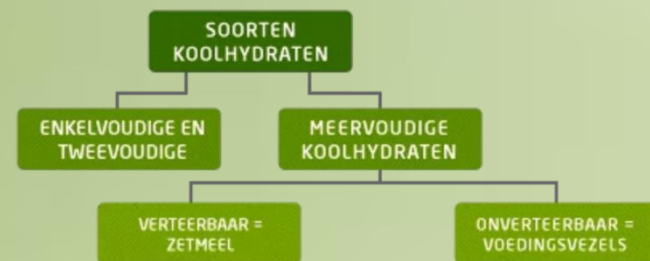 SOORTEN
KOOLHYDRATEN
ENKELVOUDIGE EN
TWEEVOUDIGE
MEERVOUDIGE
KOOLHYDRATEN
VERTEERBAAR =
ZETMEEL
ONVERTEERBAAR =
VOEDINGSVEZELS